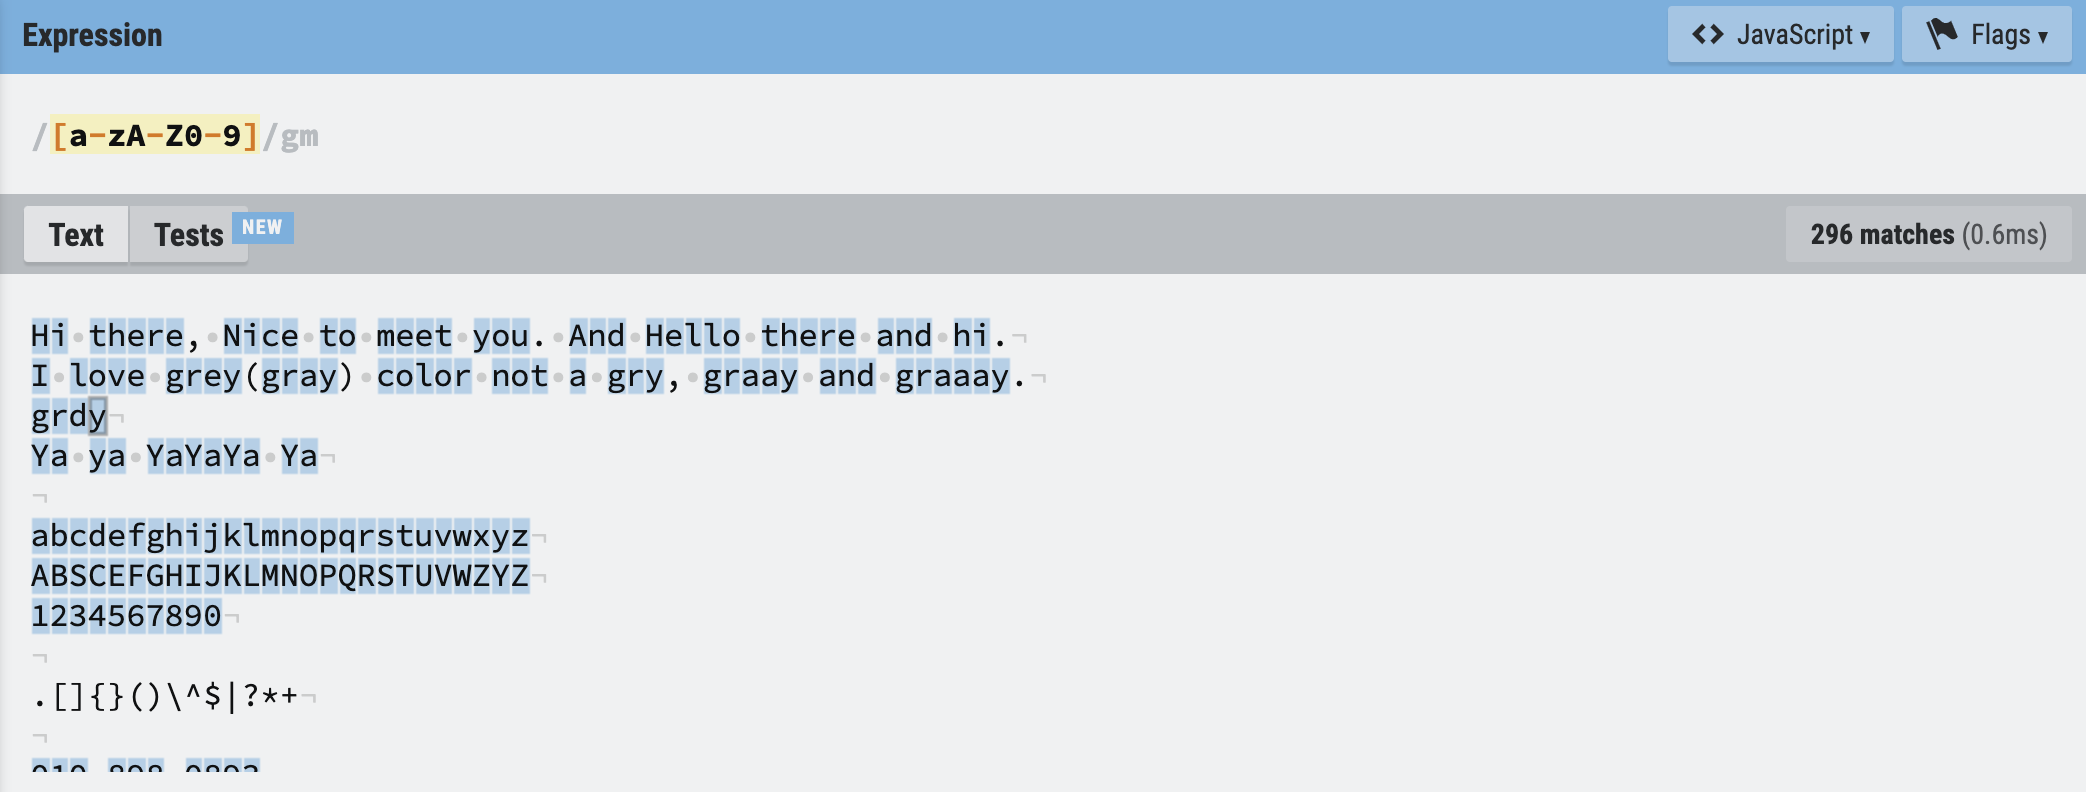 Expression
<> JavaScript ▾
Flags ▾
/[a-zA-Z0-9]/gm
Text
Tests
NEW
296 matches (0.6ms)
Hi there, Nice to meet you. And Hello there and hi.
I love grey(gray) color not a gry, graay and graaay.
grdy
Ya ya YaYaYa Ya
abcdefghijklmnopqrstuvwxyz
ABSCEFGHIJKLMNOPQRSTUVWZYZ
1234567890
.[]{}()\^$|?*+